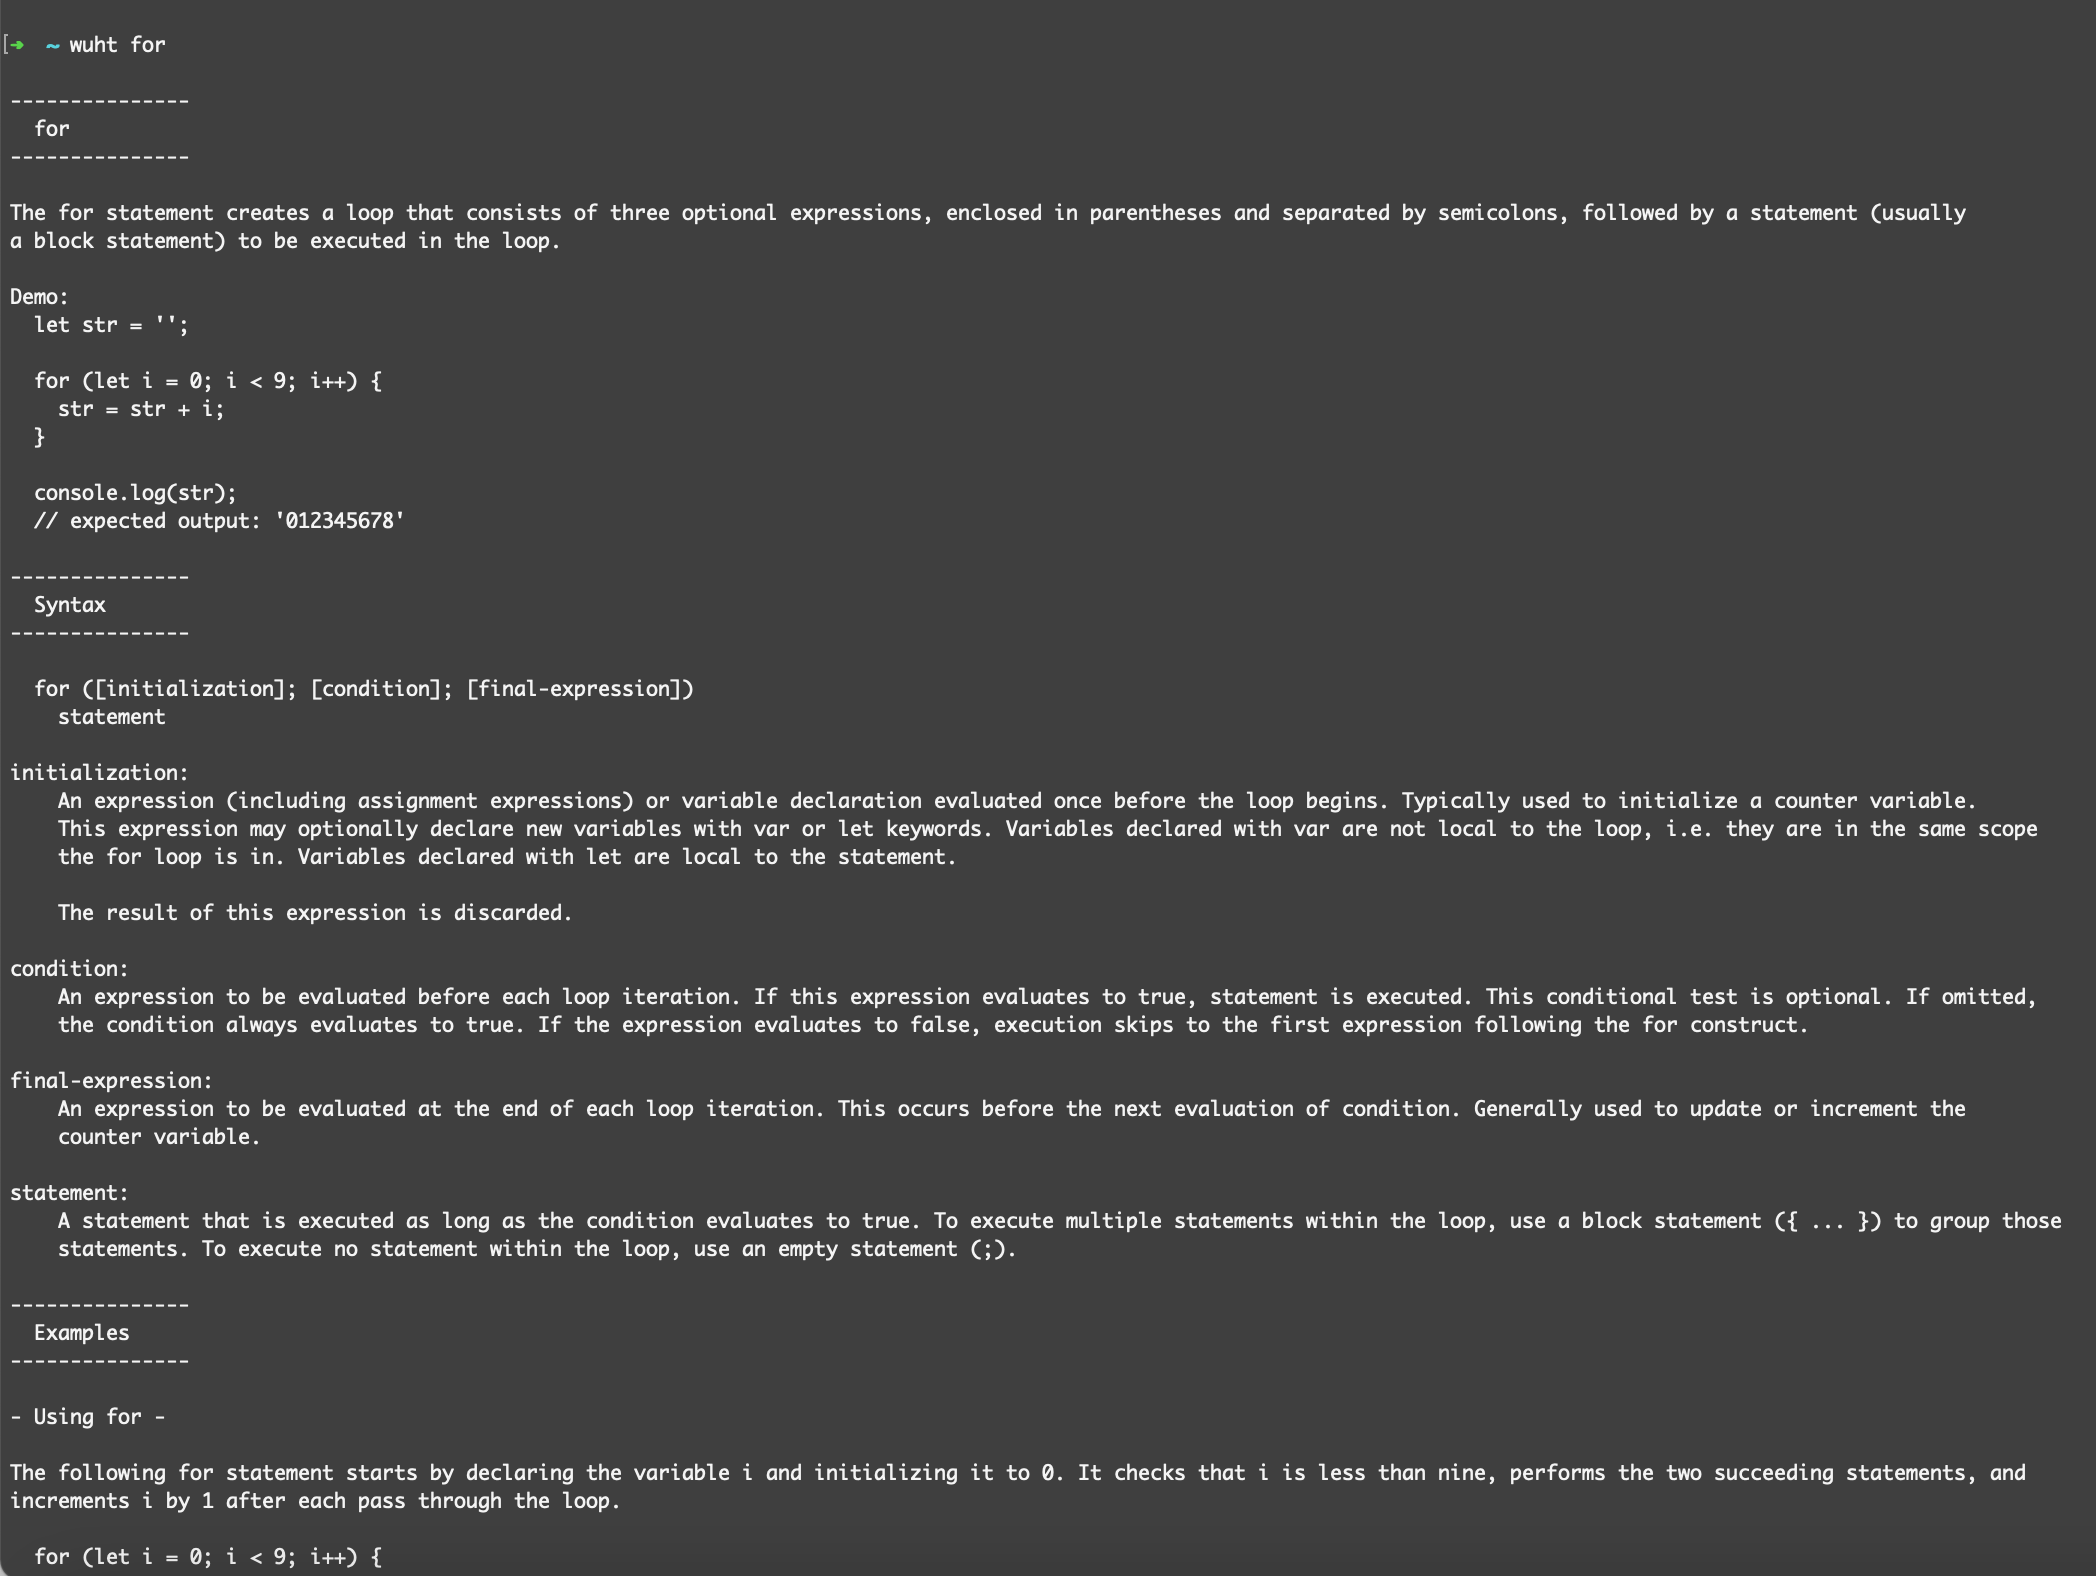 [➜  ~ wuht for
---------------
  for
---------------
The for statement creates a loop that consists of three optional expressions, enclosed in parentheses and separated by semicolons, followed by a statement (usually
a block statement) to be executed in the loop.
Demo:
  let str = '';
  for (let i = 0; i < 9; i++) {
    str = str + i;
  }
  console.log(str);
  // expected output: '012345678'
---------------
  Syntax
---------------
  for ([initialization]; [condition]; [final-expression])
    statement
initialization:
    An expression (including assignment expressions) or variable declaration evaluated once before the loop begins. Typically used to initialize a counter variable.
    This expression may optionally declare new variables with var or let keywords. Variables declared with var are not local to the loop, i.e. they are in the same scope
    the for loop is in. Variables declared with let are local to the statement.
    The result of this expression is discarded.
condition:
    An expression to be evaluated before each loop iteration. If this expression evaluates to true, statement is executed. This conditional test is optional. If omitted,
    the condition always evaluates to true. If the expression evaluates to false, execution skips to the first expression following the for construct.
final-expression:
    An expression to be evaluated at the end of each loop iteration. This occurs before the next evaluation of condition. Generally used to update or increment the
    counter variable.
statement:
    A statement that is executed as long as the condition evaluates to true. To execute multiple statements within the loop, use a block statement ({ ... }) to group those
    statements. To execute no statement within the loop, use an empty statement (;).
---------------
  Examples
---------------
- Using for -
The following for statement starts by declaring the variable i and initializing it to 0. It checks that i is less than nine, performs the two succeeding statements, and
increments i by 1 after each pass through the loop.
  for (let i = 0; i < 9; i++) {